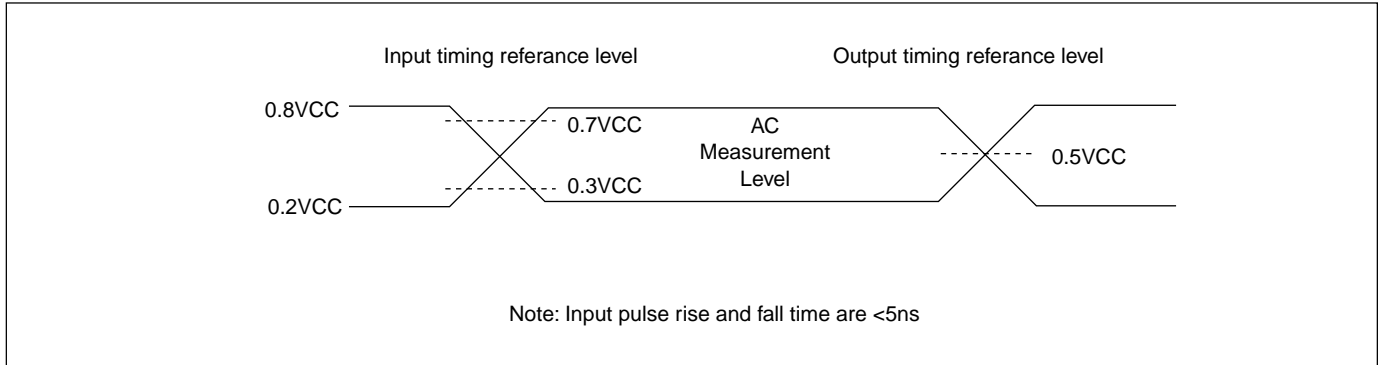 Input timing referance level
Output timing referance level
0.8VCC
0.7VCC
AC
Measurement
Level
0.5VCC
0.3VCC
0.2VCC
Note: Input pulse rise and fall time are <5ns